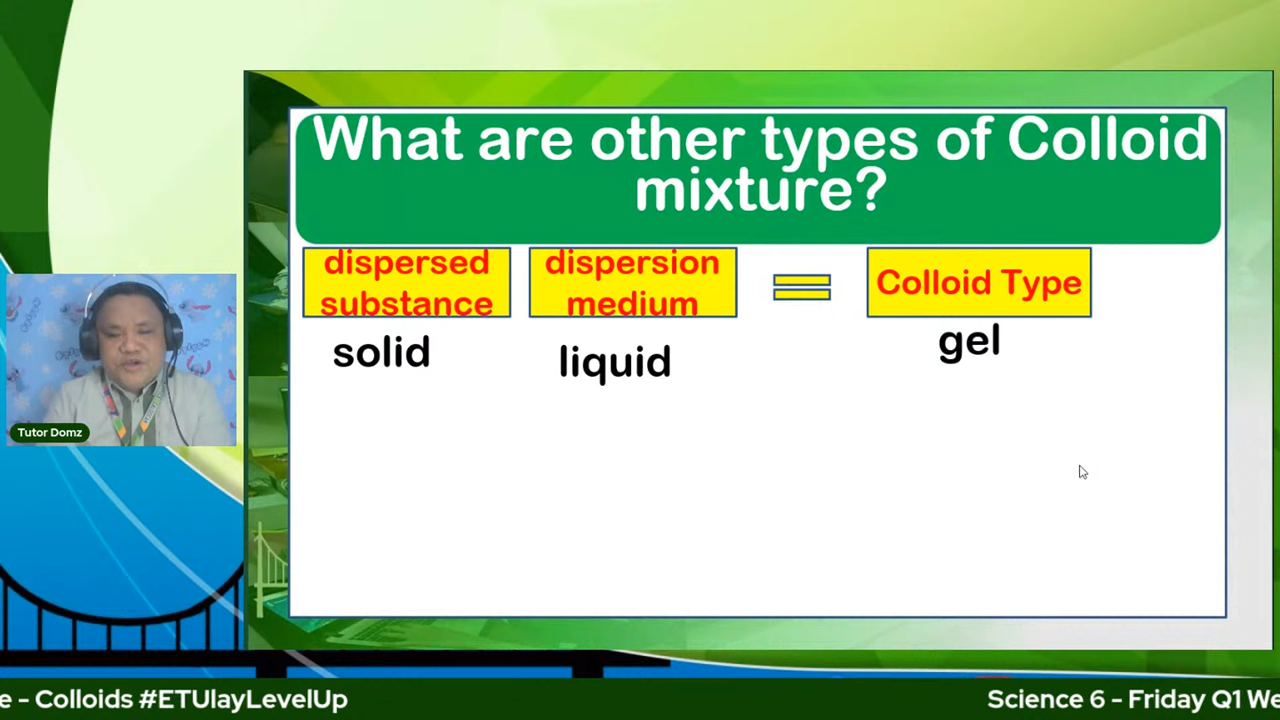 What are other types of Colloid
mixture?
dispersed
substance
dispersion
medium
Colloid Type
solid
liquid
gel
Tutor Domz
e - Colloids #ETUlayLevelUp
Science 6 - Friday Q1 We